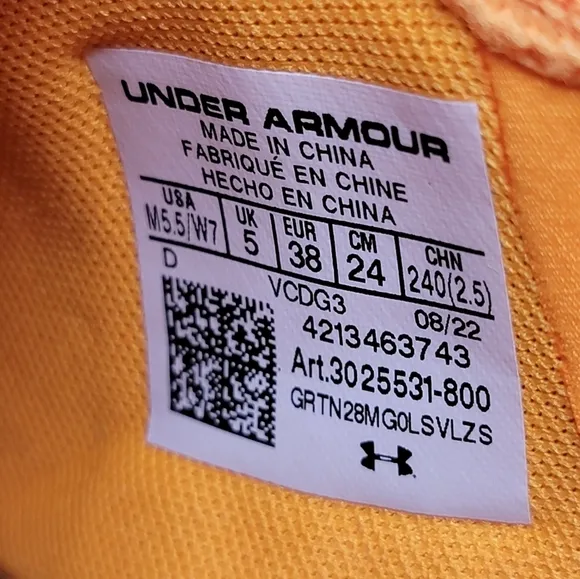 UNDER ARMOUR
MADE IN CHINA
FABRIQUÉ EN CHINE
HECHO EN CHINA
USA UK EUR CM CHN
M5.5/W7 5 38 24 240(2.5)
D VCDG3 08/22
4213463743
Art.3025531-800
GRTN28MG0LSVLZS